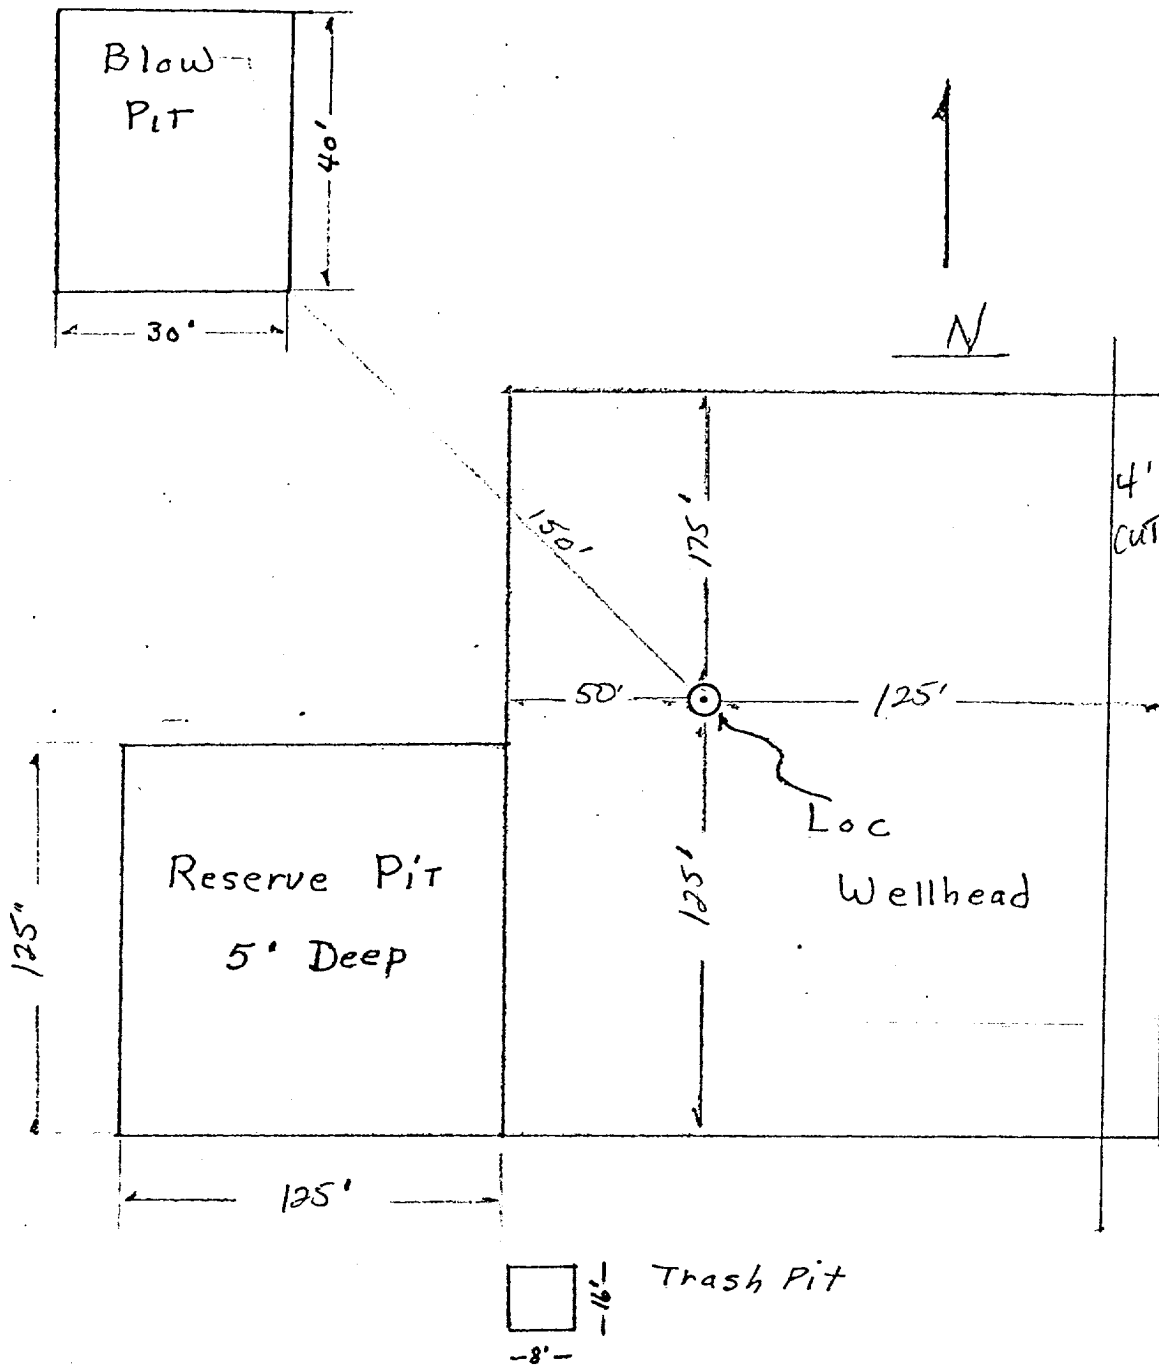 Blow
PIT
40'
30'
N
4'
CUT
150'
175'
50'
125'
Loc
Wellhead
125'
Reserve PiT
5' Deep
125"
125'
Trash Pit
16'
8'